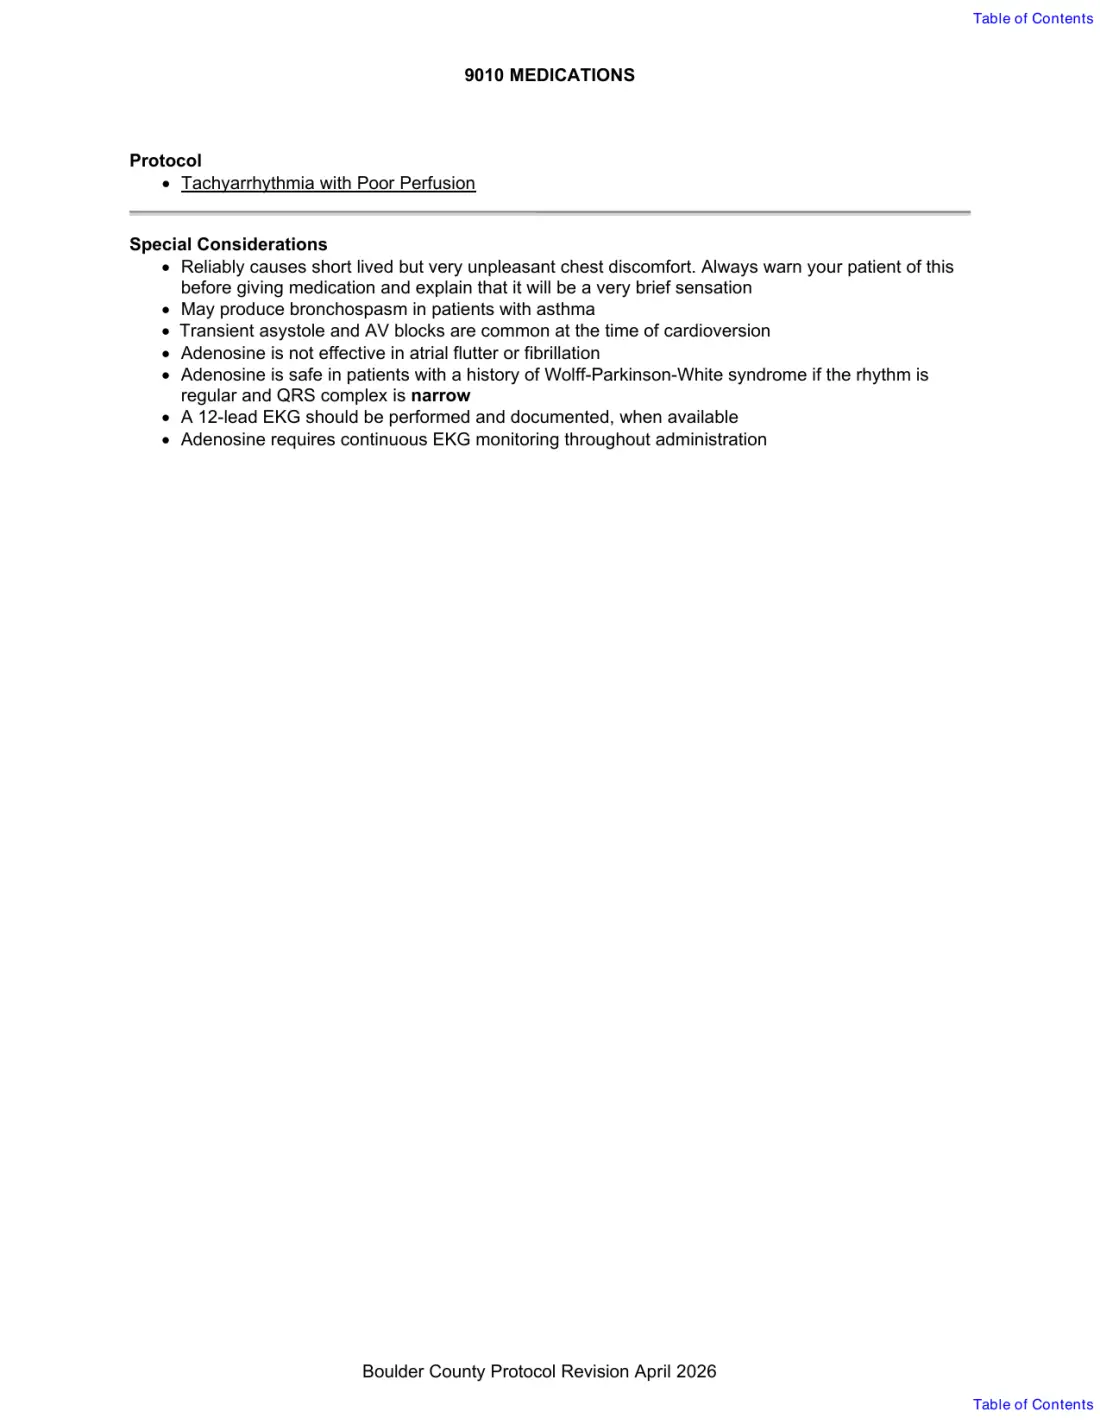 Table of Contents
9010 MEDICATIONS
Protocol
• Tachyarrhythmia with Poor Perfusion
Special Considerations
• Reliably causes short lived but very unpleasant chest discomfort. Always warn your patient of this
before giving medication and explain that it will be a very brief sensation
• May produce bronchospasm in patients with asthma
• Transient asystole and AV blocks are common at the time of cardioversion
• Adenosine is not effective in atrial flutter or fibrillation
• Adenosine is safe in patients with a history of Wolff-Parkinson-White syndrome if the rhythm is
regular and QRS complex is narrow
• A 12-lead EKG should be performed and documented, when available
• Adenosine requires continuous EKG monitoring throughout administration
Boulder County Protocol Revision April 2026
Table of Contents